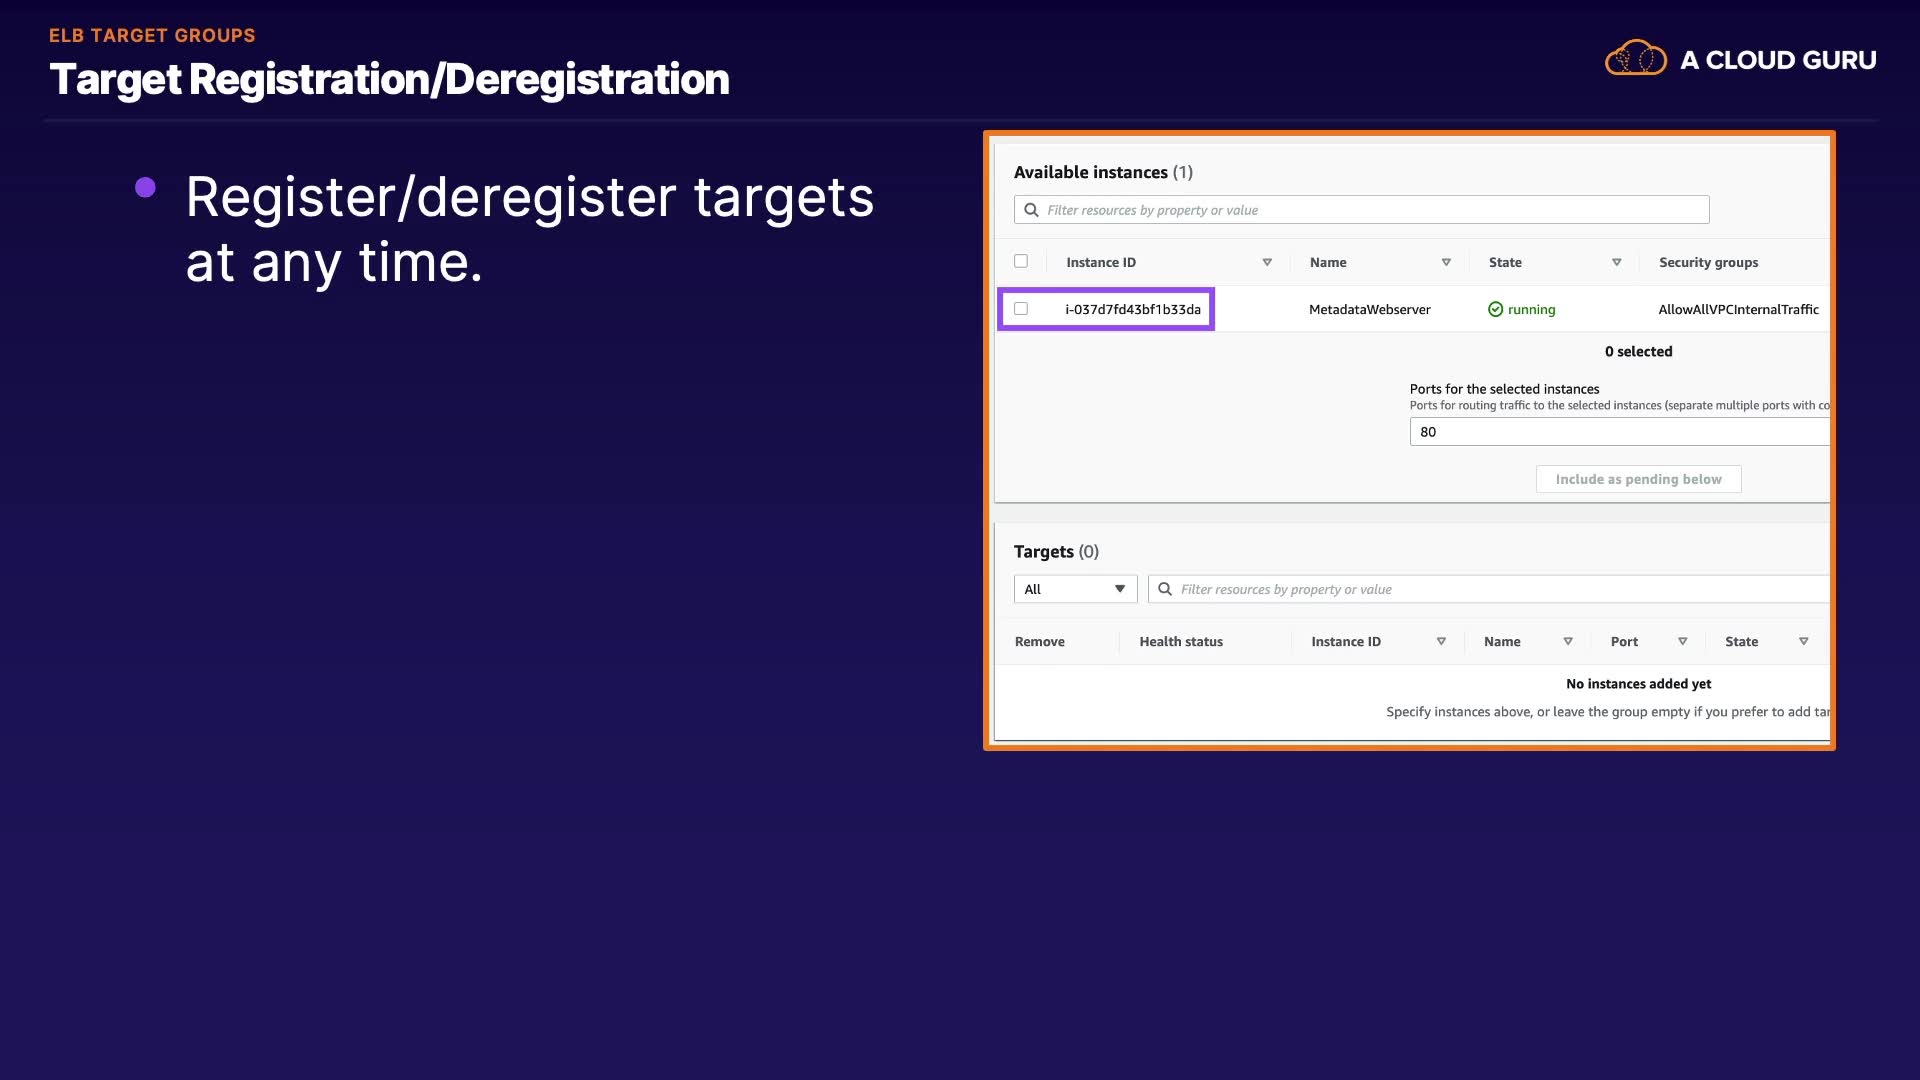 ELB TARGET GROUPS
Target Registration/Deregistration
A CLOUD GURU
Register/deregister targets
at any time.
Available instances (1)
Filter resources by property or value
Instance ID Name State Security groups
i-037d7fd43bf1b33da MetadataWebserver running AllowAllVPCInternalTraffic
0 selected
Ports for the selected instances
Ports for routing traffic to the selected instances (separate multiple ports with co
80
Include as pending below
Targets (0)
All Filter resources by property or value
Remove Health status Instance ID Name Port State
No instances added yet
Specify instances above, or leave the group empty if you prefer to add tar